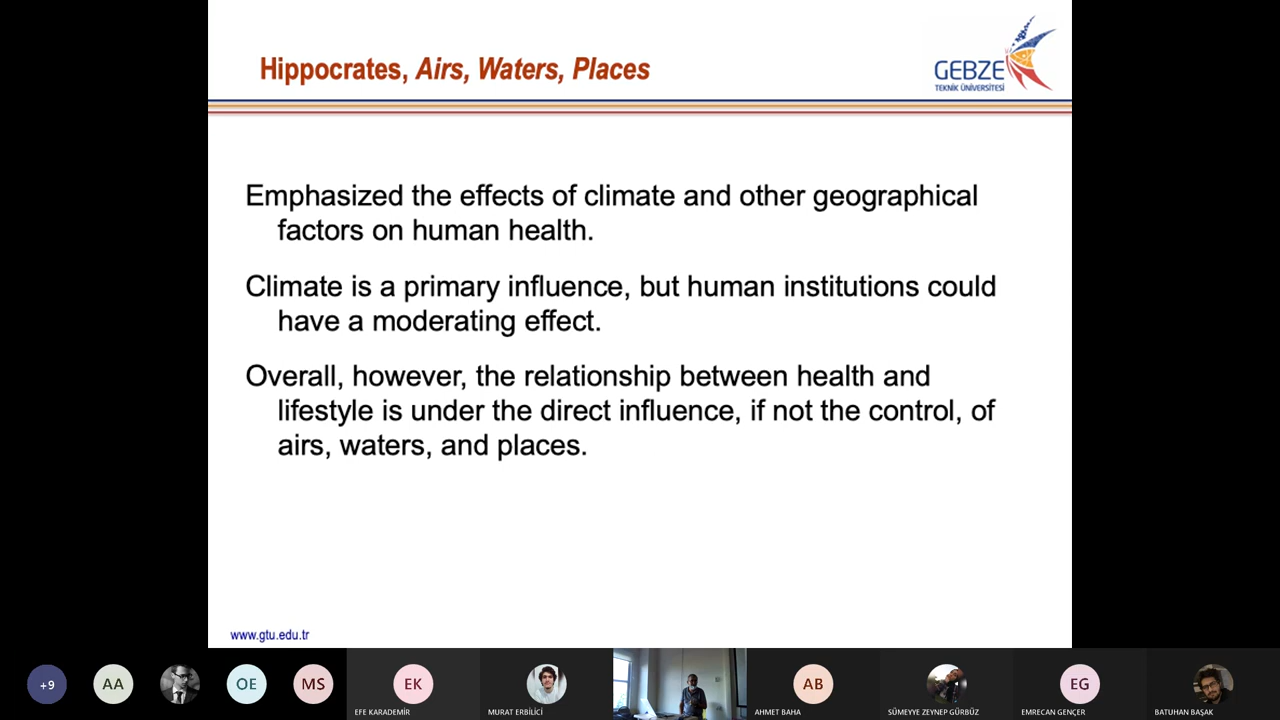 Hippocrates, Airs, Waters, Places
GEBZE
TEKNİK ÜNİVERSİTESİ
Emphasized the effects of climate and other geographical
factors on human health.
Climate is a primary influence, but human institutions could
have a moderating effect.
Overall, however, the relationship between health and
lifestyle is under the direct influence, if not the control, of
airs, waters, and places.
www.gtu.edu.tr
+9
AA
OE
MS
EK
AB
EG
EFE KARADEMİR
MURAT ERBİLİCİ
AHMET BAHA
SÜMEYYE ZEYNEP GÜRBÜZ
EMRECAN GENÇER
BATUHAN BAŞAK